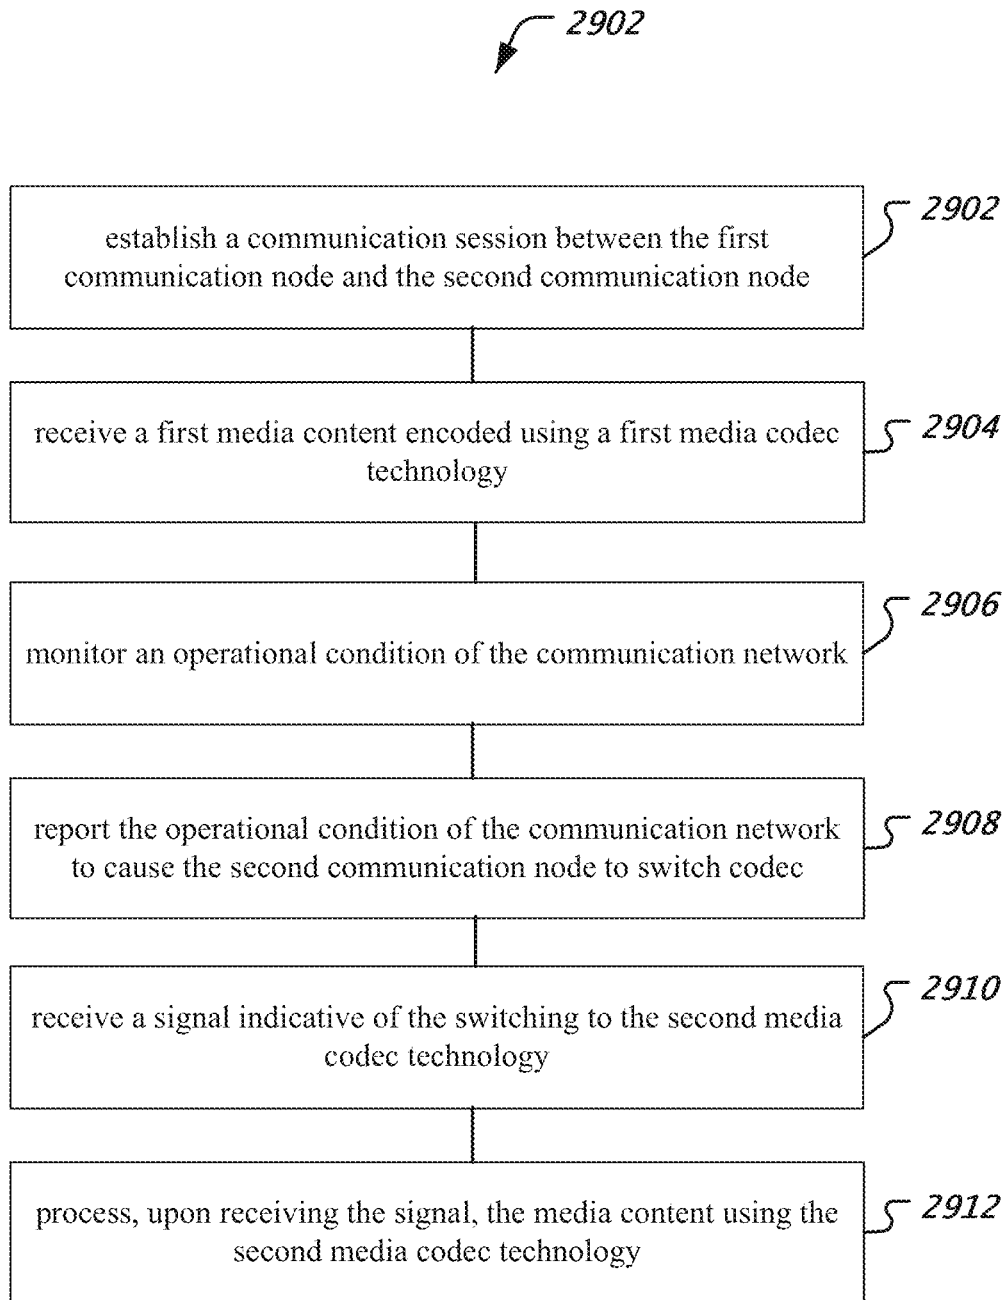 2902
establish a communication session between the first
communication node and the second communication node
2902
receive a first media content encoded using a first media codec
technology
2904
monitor an operational condition of the communication network
2906
report the operational condition of the communication network
to cause the second communication node to switch codec
2908
receive a signal indicative of the switching to the second media
codec technology
2910
process, upon receiving the signal, the media content using the
second media codec technology
2912